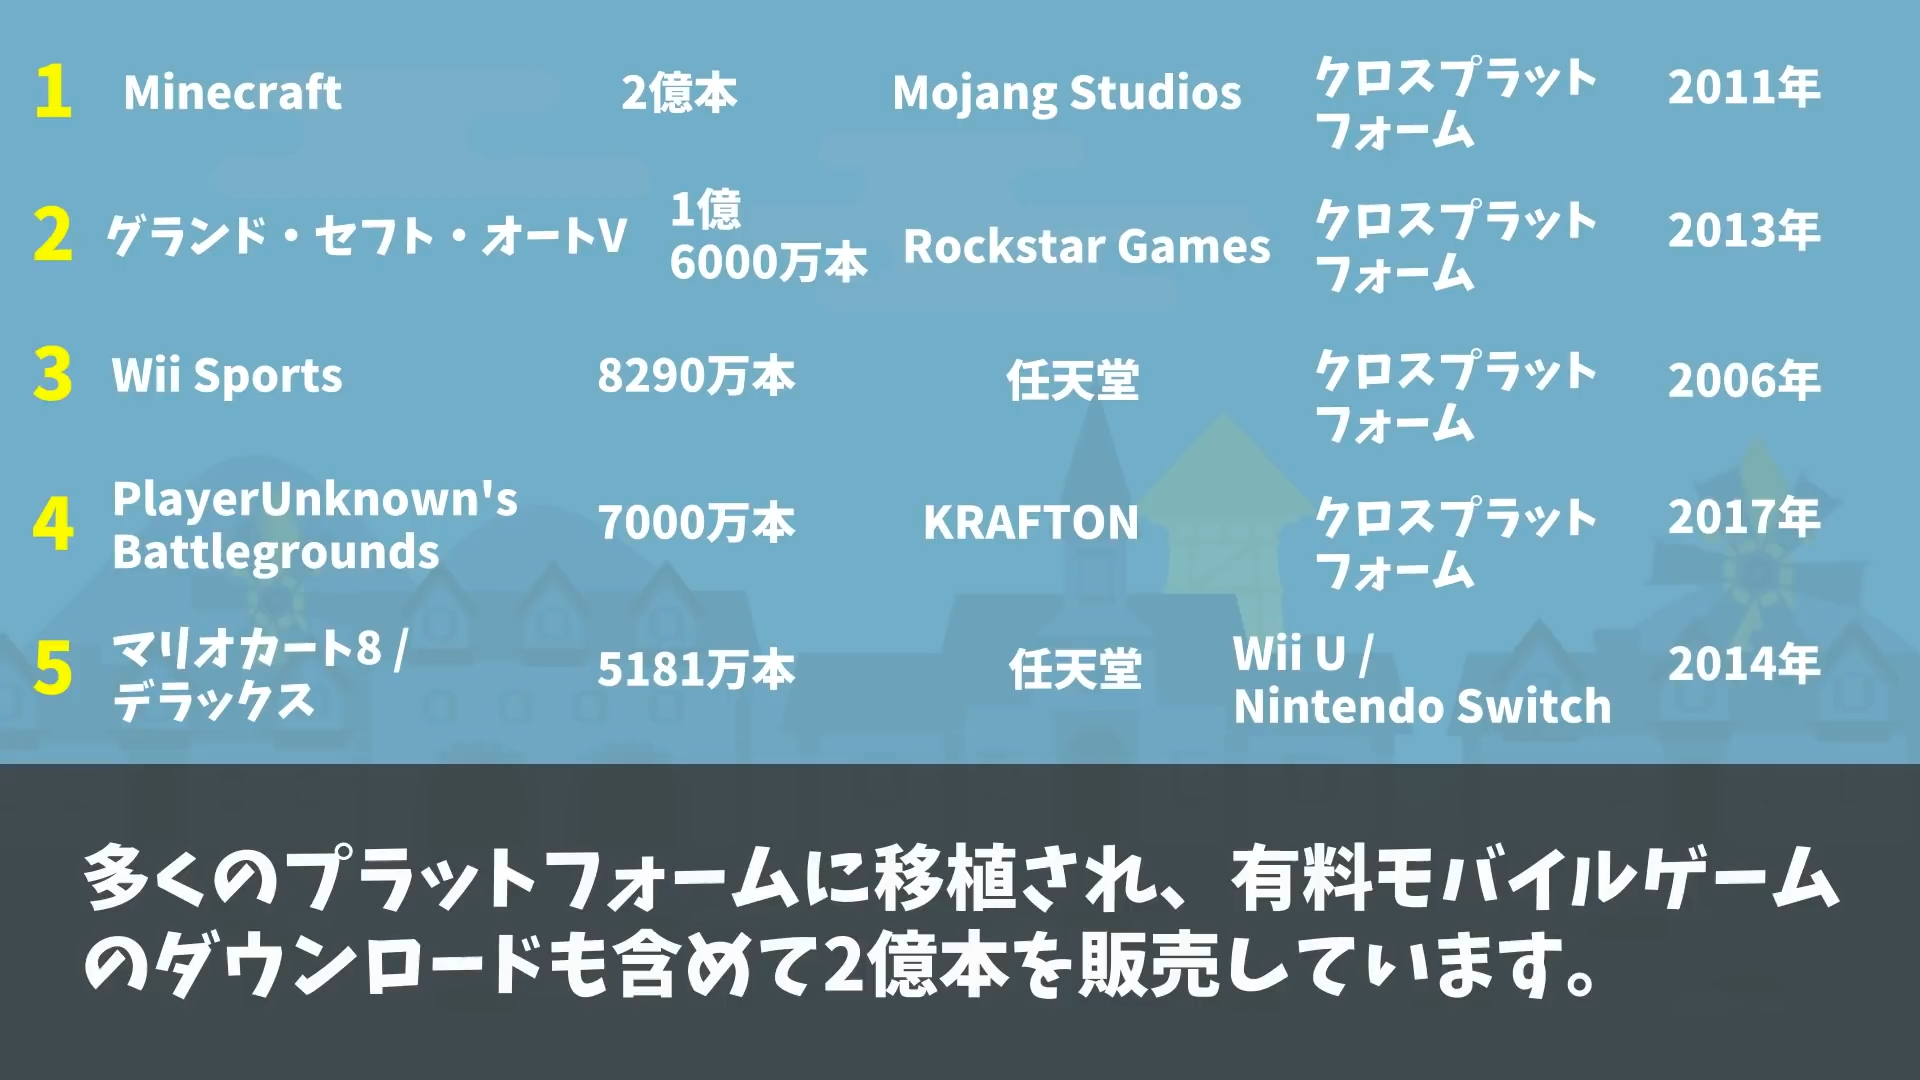 1 Minecraft 2億本 Mojang Studios クロスプラット
フォーム 2011年
2 グランド・セフト・オートV 1億
6000万本 Rockstar Games クロスプラット
フォーム 2013年
3 Wii Sports 8290万本 任天堂 クロスプラット
フォーム 2006年
4 PlayerUnknown's
Battlegrounds 7000万本 KRAFTON クロスプラット
フォーム 2017年
5 マリオカート8 /
デラックス 5181万本 任天堂 Wii U /
Nintendo Switch 2014年
多くのプラットフォームに移植され、有料モバイルゲーム
のダウンロードも含めて2億本を販売しています。